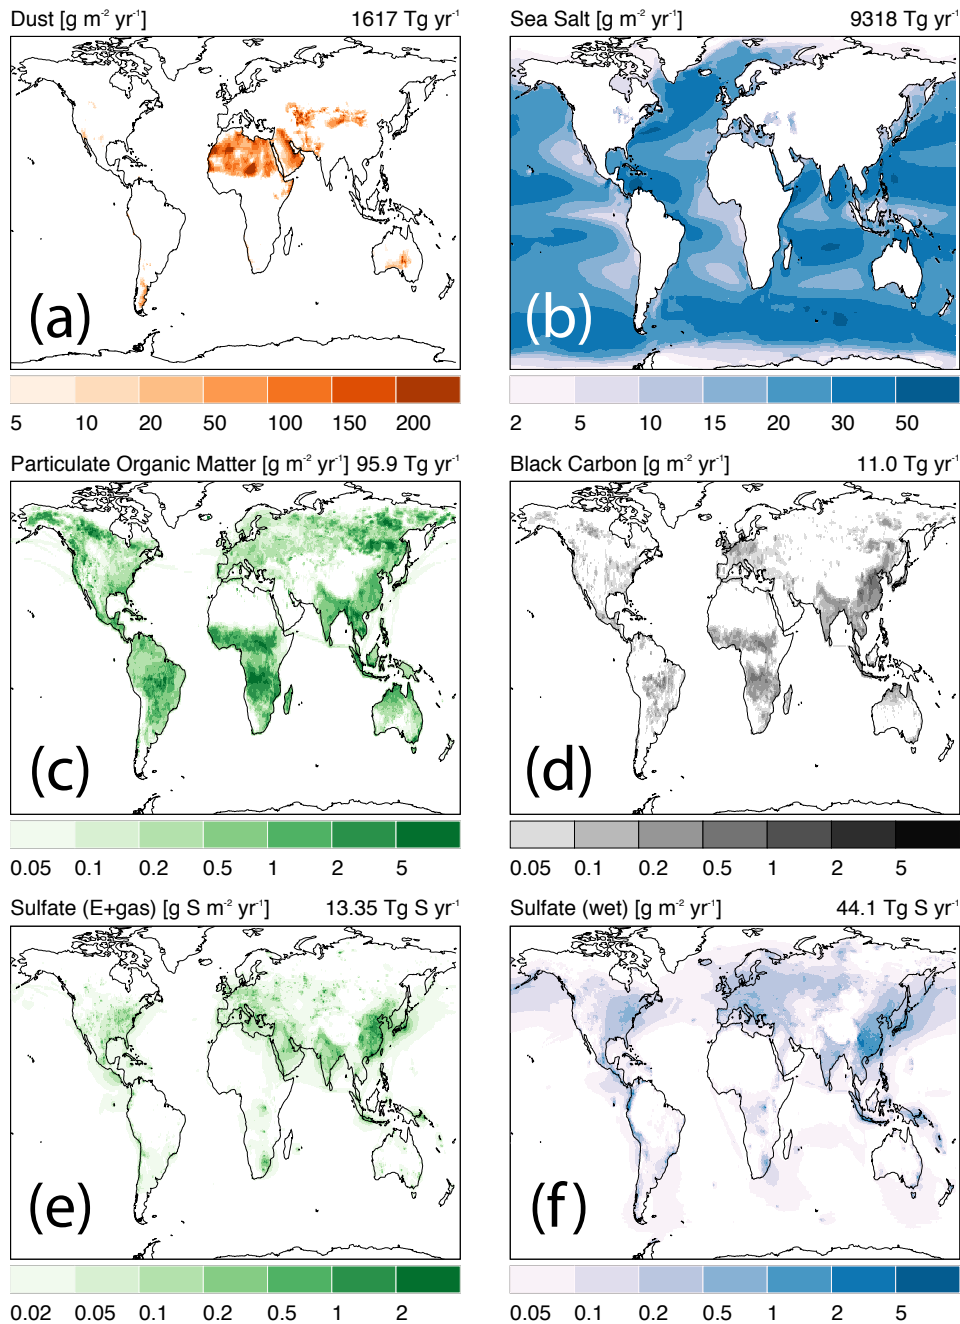 Dust [g m⁻² yr⁻¹] 1617 Tg yr⁻¹
Sea Salt [g m⁻² yr⁻¹] 9318 Tg yr⁻¹
(a)
(b)
5 10 20 50 100 150 200
2 5 10 15 20 30 50
Particulate Organic Matter [g m⁻² yr⁻¹] 95.9 Tg yr⁻¹
Black Carbon [g m⁻² yr⁻¹] 11.0 Tg yr⁻¹
(c)
(d)
0.05 0.1 0.2 0.5 1 2 5
0.05 0.1 0.2 0.5 1 2 5
Sulfate (E+gas) [g S m⁻² yr⁻¹] 13.35 Tg S yr⁻¹
Sulfate (wet) [g m⁻² yr⁻¹] 44.1 Tg S yr⁻¹
(e)
(f)
0.02 0.05 0.1 0.2 0.5 1 2
0.05 0.1 0.2 0.5 1 2 5